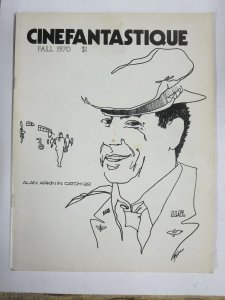 CINEFANTASTIQUE
FALL 1970 $1
ALAN ARKIN IN CATCH-22